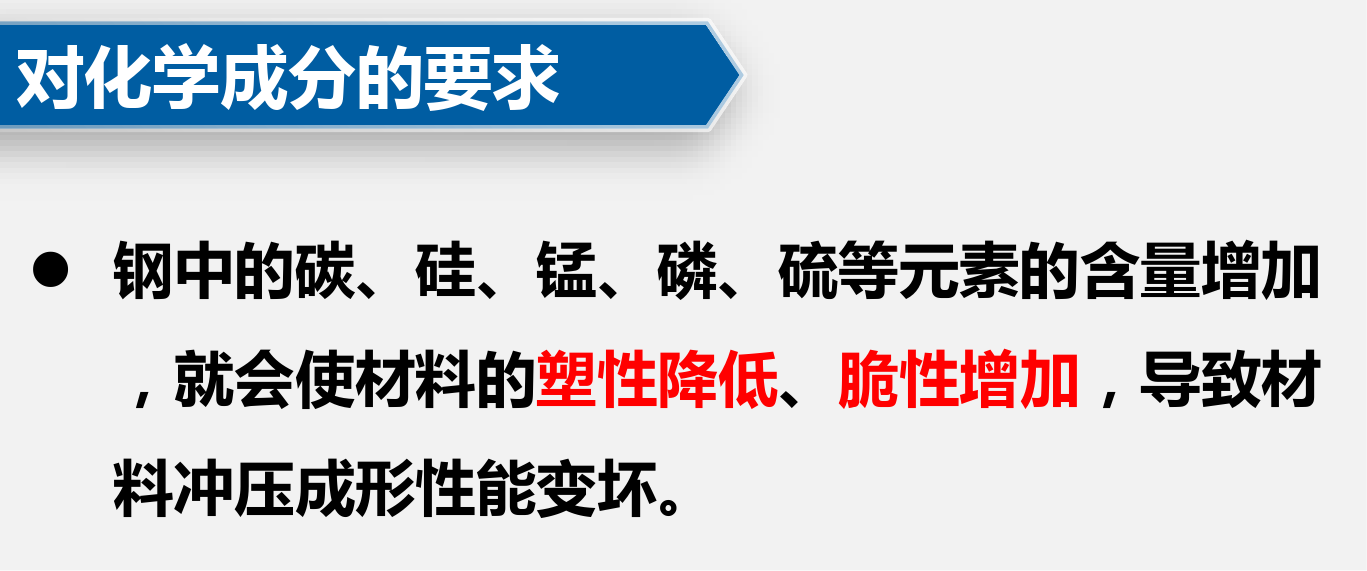 对化学成分的要求
● 钢中的碳、硅、锰、磷、硫等元素的含量增加
，就会使材料的塑性降低、脆性增加，导致材
料冲压成形性能变坏。